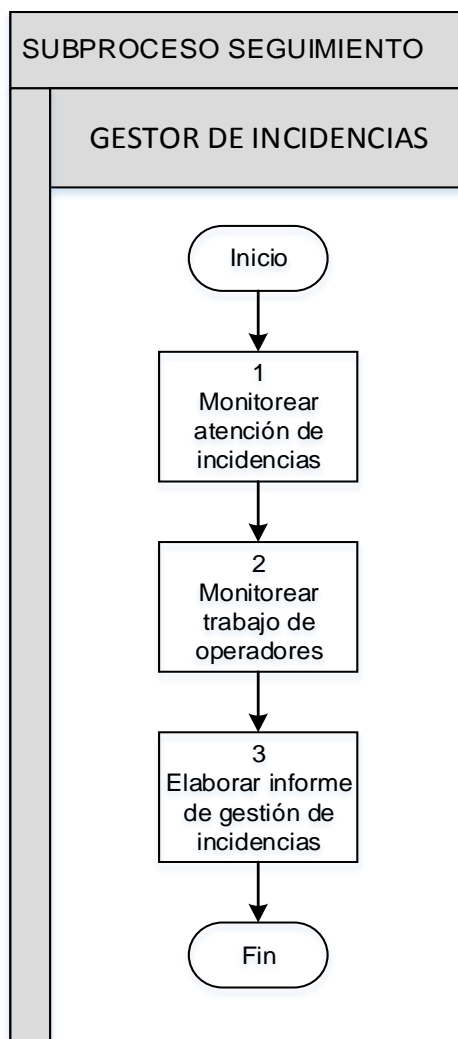 SUBPROCESO SEGUIMIENTO
GESTOR DE INCIDENCIAS
Inicio
1
Monitorear
atención de
incidencias
2
Monitorear
trabajo de
operadores
3
Elaborar informe
de gestión de
incidencias
Fin